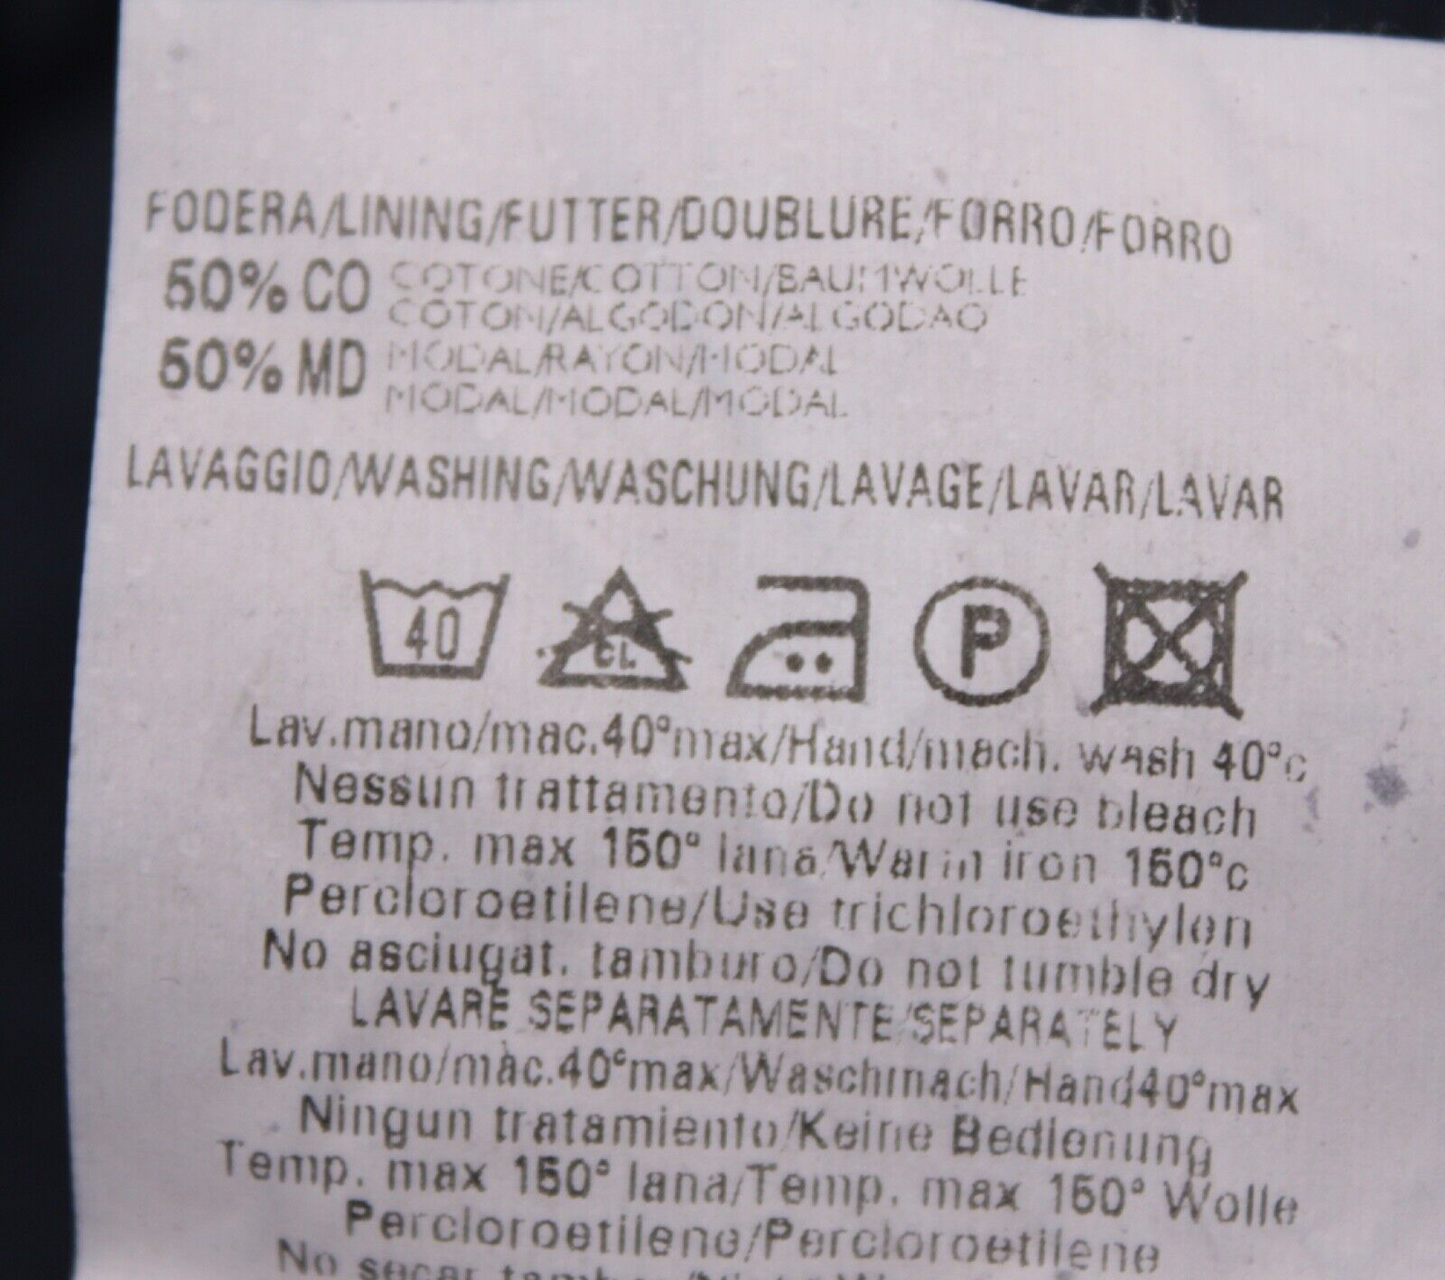 FODERA/LINING/FUTTER/DOUBLURE/FORRO/FORRO
50% CO COTONE/COTTON/BAUMWOLLE
COTON/ALGODON/ALGODAO
50% MD MODAL/RAYON/MODAL
MODAL/MODAL/MODAL
LAVAGGIO/WASHING/WASCHUNG/LAVAGE/LAVAR/LAVAR
40 CL P
Lav.mano/mac.40°max/Hand/mach. wash 40°c
Nessun trattamento/Do not use bleach
Temp. max 150° lana/Warm iron 150°c
Percloroetilene/Use trichloroethylen
No asciugat. tamburo/Do not tumble dry
LAVARE SEPARATAMENTE/SEPARATELY
Lav.mano/mac.40°max/Waschmach/Hand40°max
Ningun tratamiento/Keine Bedienung
Temp. max 150° lana/Temp. max 150° Wolle
Percloroetilene/Percloroetilene
No secar